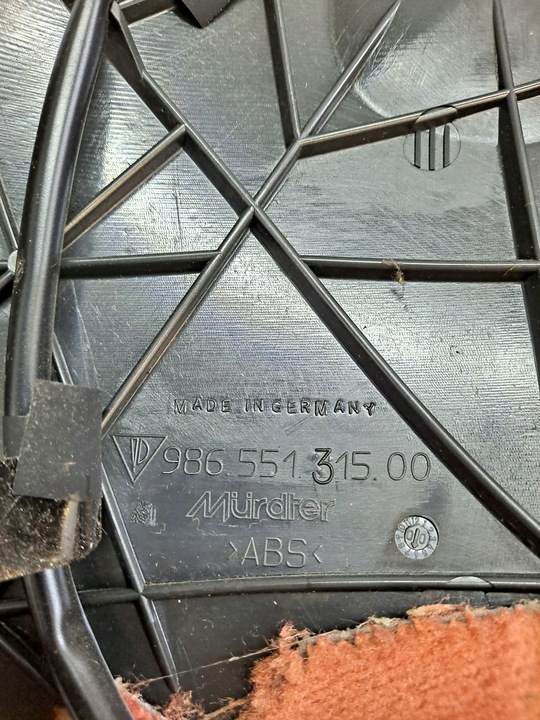 MADE IN GERMANY
986.551.315.00
Mürdter
>ABS<